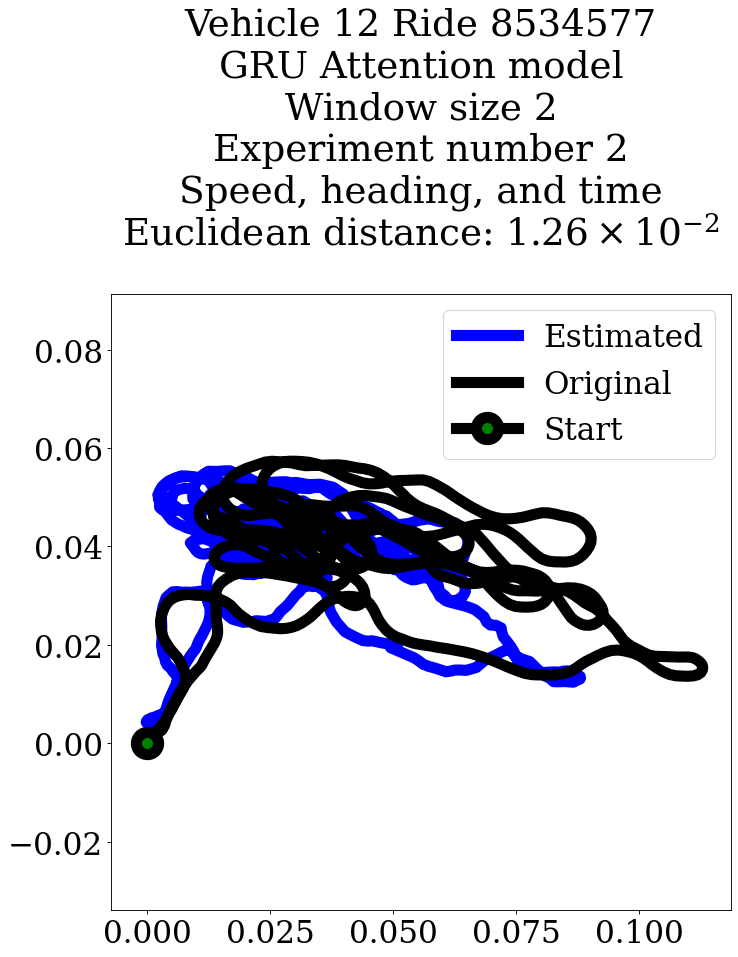 Vehicle 12 Ride 8534577
GRU Attention model
Window size 2
Experiment number 2
Speed, heading, and time
Euclidean distance: 1.26 × 10⁻²
Estimated
Original
Start
0.08
0.06
0.04
0.02
0.00
−0.02
0.000 0.025 0.050 0.075 0.100